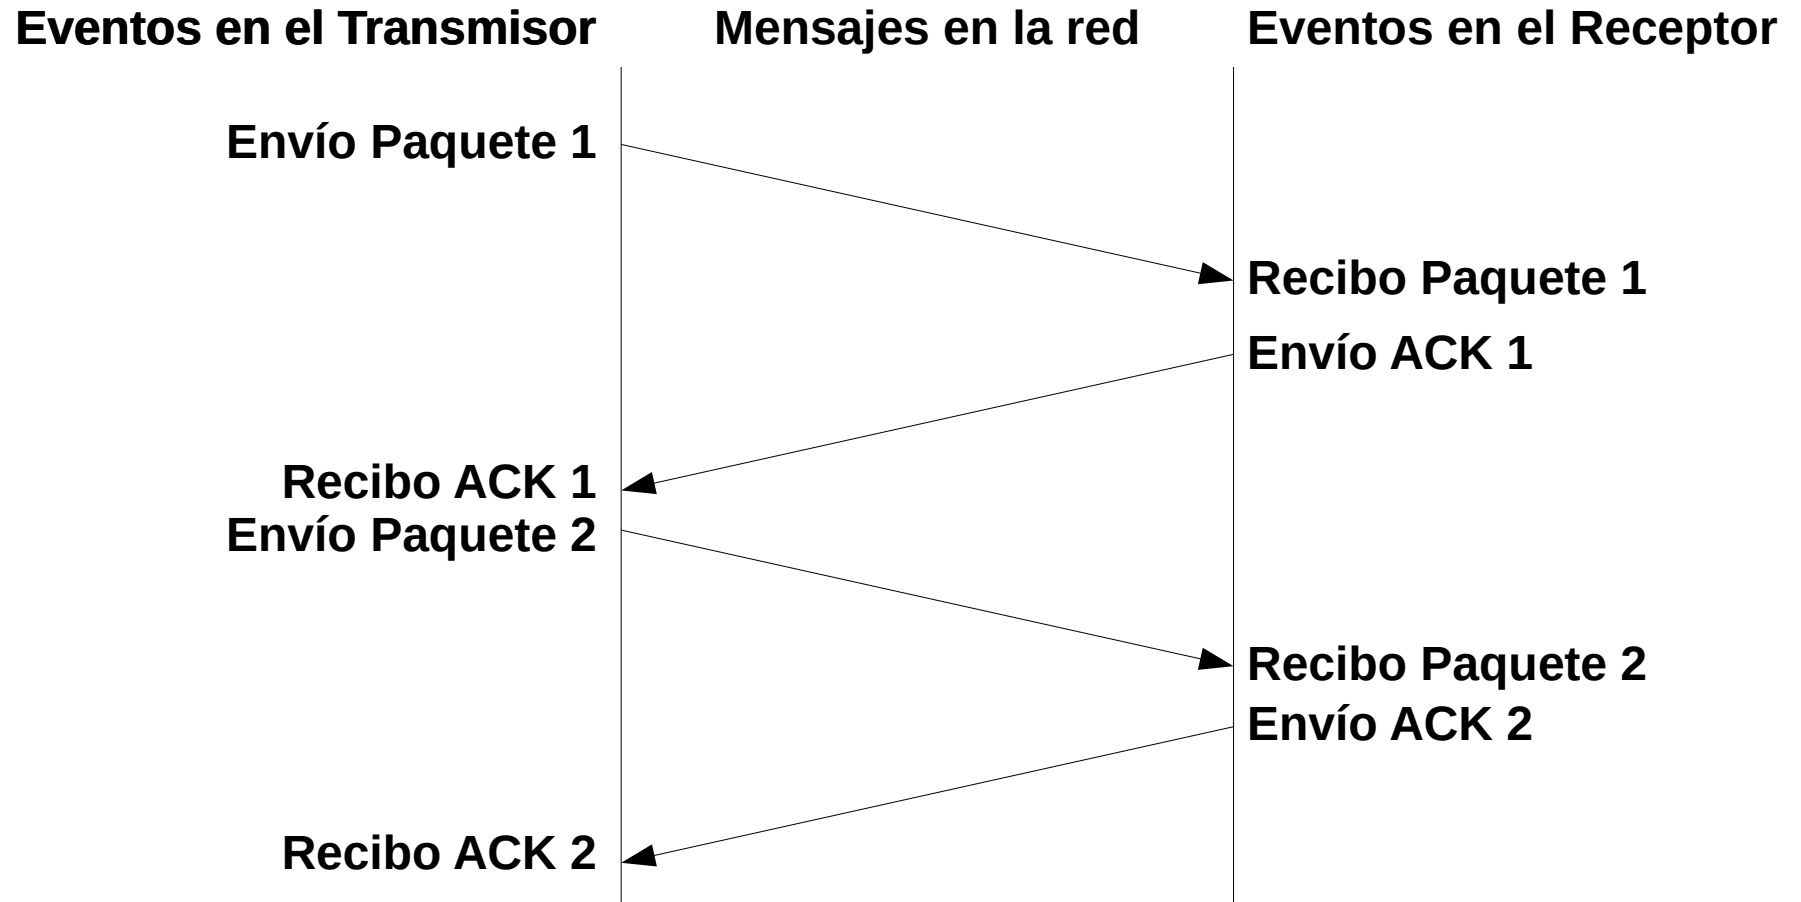 Eventos en el Transmisor
Mensajes en la red
Eventos en el Receptor
Envío Paquete 1
Recibo Paquete 1
Envío ACK 1
Recibo ACK 1
Envío Paquete 2
Recibo Paquete 2
Envío ACK 2
Recibo ACK 2